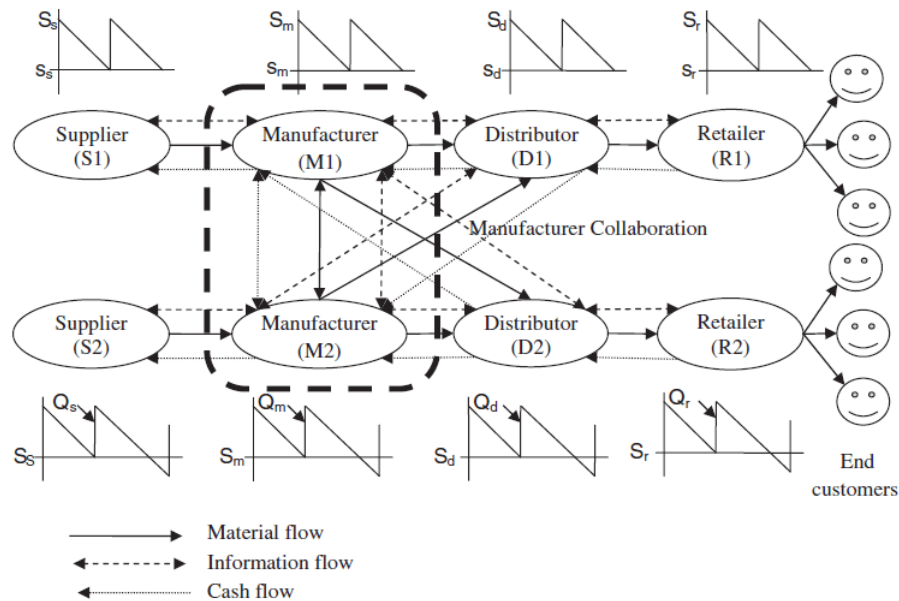 Ss
ss
Sm
sm
Sd
sd
Sr
sr
Supplier
(S1)
Manufacturer
(M1)
Distributor
(D1)
Retailer
(R1)
Manufacturer Collaboration
Supplier
(S2)
Manufacturer
(M2)
Distributor
(D2)
Retailer
(R2)
Qs
SS
Qm
Sm
Qd
Sd
Qr
Sr
End
customers
Material flow
Information flow
Cash flow